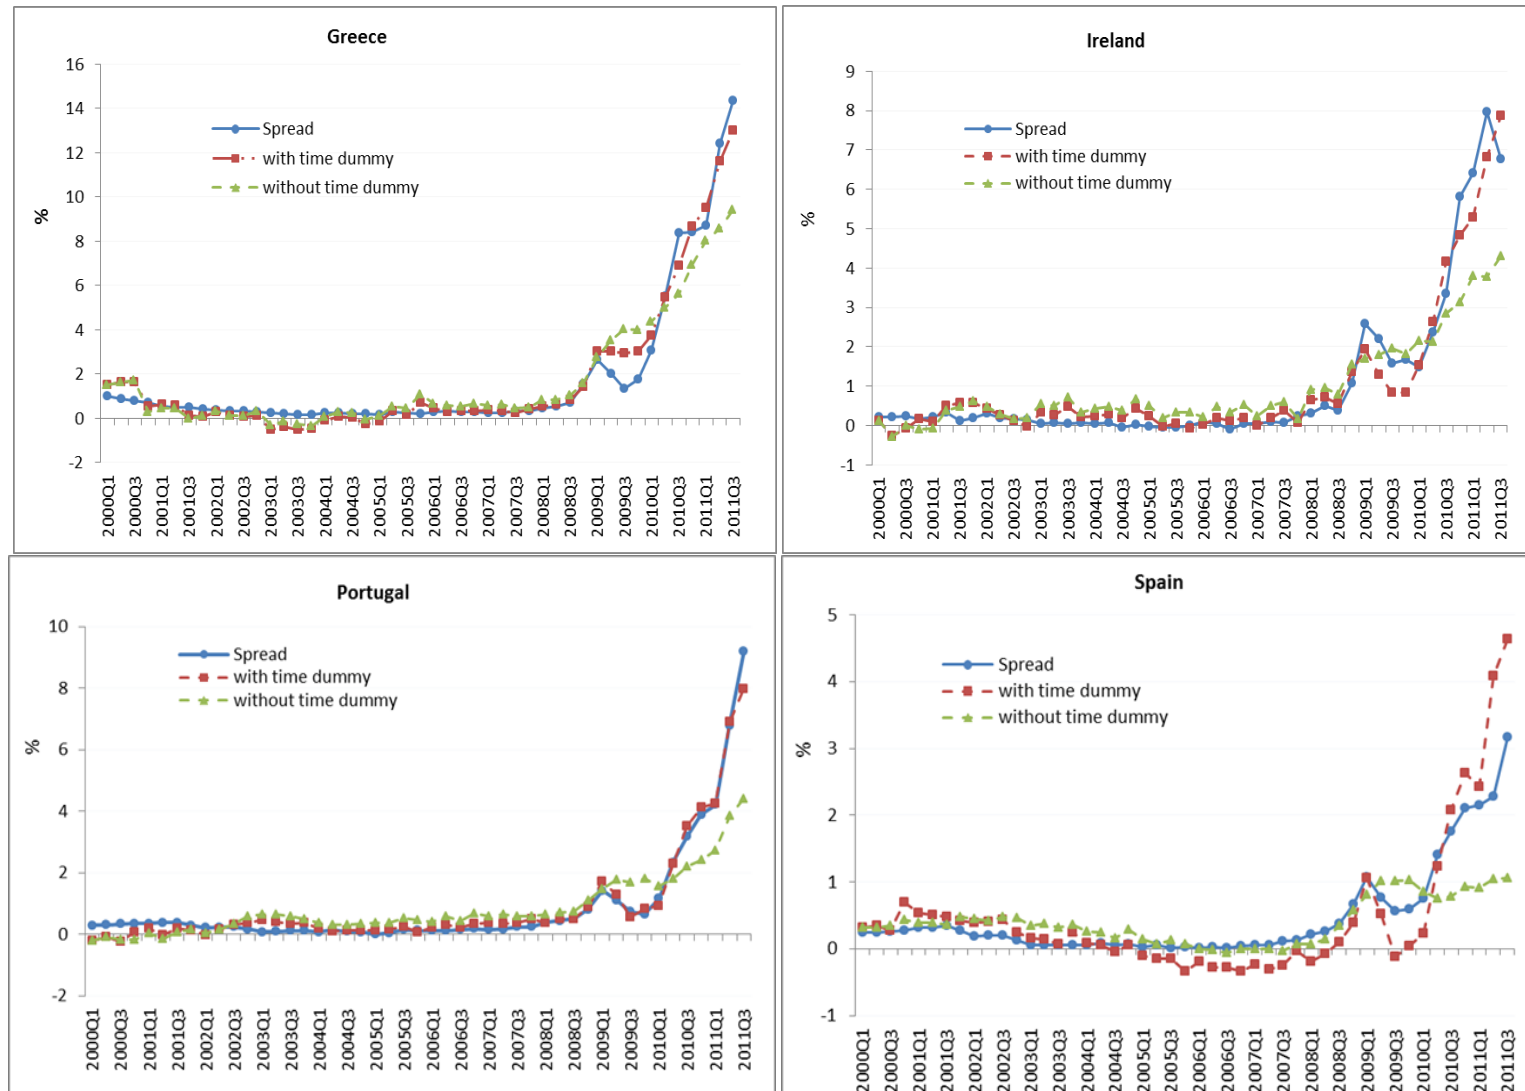 Greece
16
14
12
10
8
6
4
2
0
-2
%
Spread
with time dummy
without time dummy
2000Q1
2000Q3
2001Q1
2001Q3
2002Q1
2002Q3
2003Q1
2003Q3
2004Q1
2004Q3
2005Q1
2005Q3
2006Q1
2006Q3
2007Q1
2007Q3
2008Q1
2008Q3
2009Q1
2009Q3
2010Q1
2010Q3
2011Q1
2011Q3
Ireland
9
8
7
6
5
4
3
2
1
0
-1
%
Spread
with time dummy
without time dummy
2000Q1
2000Q3
2001Q1
2001Q3
2002Q1
2002Q3
2003Q1
2003Q3
2004Q1
2004Q3
2005Q1
2005Q3
2006Q1
2006Q3
2007Q1
2007Q3
2008Q1
2008Q3
2009Q1
2009Q3
2010Q1
2010Q3
2011Q1
2011Q3
Portugal
10
8
6
4
2
0
-2
%
Spread
with time dummy
without time dummy
2000Q1
2000Q3
2001Q1
2001Q3
2002Q1
2002Q3
2003Q1
2003Q3
2004Q1
2004Q3
2005Q1
2005Q3
2006Q1
2006Q3
2007Q1
2007Q3
2008Q1
2008Q3
2009Q1
2009Q3
2010Q1
2010Q3
2011Q1
2011Q3
Spain
5
4
3
2
1
0
-1
%
Spread
with time dummy
without time dummy
2000Q1
2000Q3
2001Q1
2001Q3
2002Q1
2002Q3
2003Q1
2003Q3
2004Q1
2004Q3
2005Q1
2005Q3
2006Q1
2006Q3
2007Q1
2007Q3
2008Q1
2008Q3
2009Q1
2009Q3
2010Q1
2010Q3
2011Q1
2011Q3